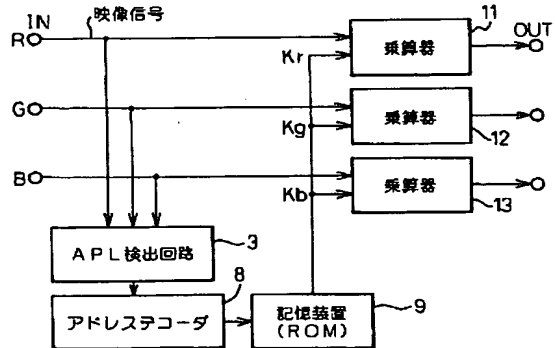 IN
映像信号
R
G
B
Kr
Kg
Kb
乗算器
11
OUT
乗算器
12
乗算器
13
APL検出回路
3
アドレスデコーダ
8
記憶装置
(ROM)
9